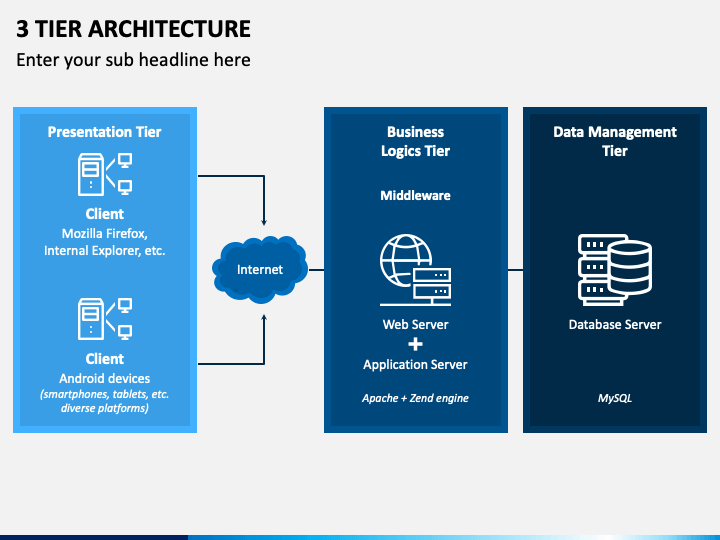 3 TIER ARCHITECTURE
Enter your sub headline here
Presentation Tier
Client
Mozilla Firefox,
Internal Explorer, etc.
Client
Android devices
(smartphones, tablets, etc.
diverse platforms)
Internet
Business
Logics Tier
Middleware
Web Server
+
Application Server
Apache + Zend engine
Data Management
Tier
Database Server
MySQL